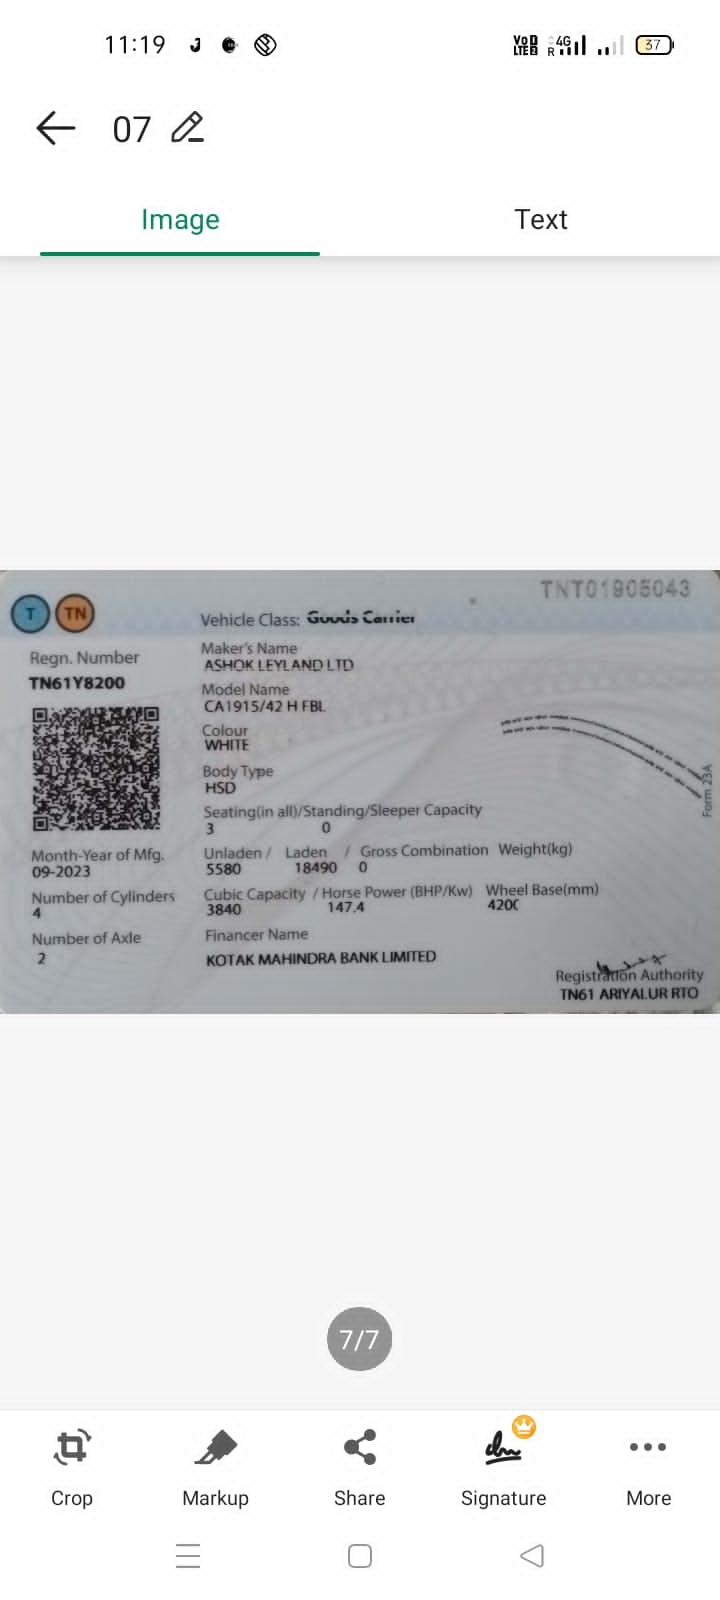 11:19
VoD LTE2 4G R 37
07
Image Text
TNT01905043
T TN
Vehicle Class: Goods Carrier
Regn. Number
TN61Y8200
Maker's Name
ASHOK LEYLAND LTD
Model Name
CA1915/42 H FBL
Colour
WHITE
Body Type
HSD
Seating(in all)/Standing/Sleeper Capacity
3 0
Form 23A
Month-Year of Mfg.
09-2023
Unladen / Laden / Gross Combination Weight(kg)
5580 18490 0
Number of Cylinders
4
Cubic Capacity / Horse Power (BHP/Kw) Wheel Base(mm)
3840 147.4 4200
Number of Axle
2
Financer Name
KOTAK MAHINDRA BANK LIMITED
Registration Authority
TN61 ARIYALUR RTO
7/7
Crop Markup Share Signature More